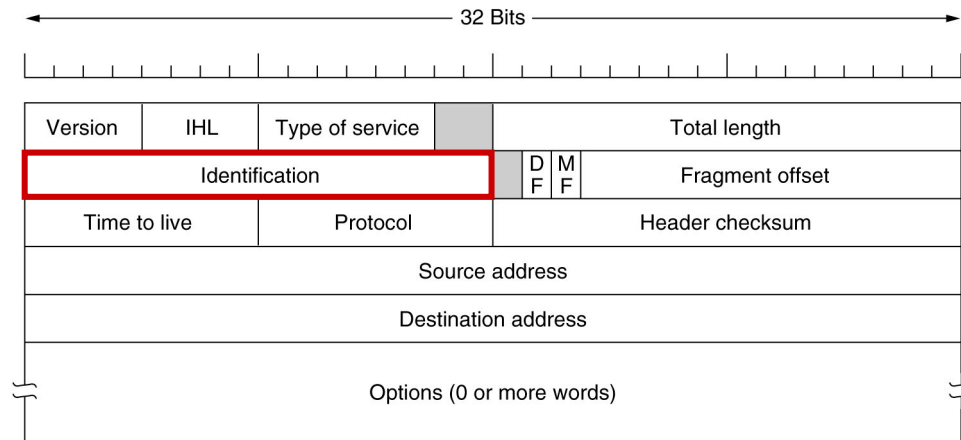 32 Bits
Version IHL Type of service Total length
Identification D F M F Fragment offset
Time to live Protocol Header checksum
Source address
Destination address
Options (0 or more words)